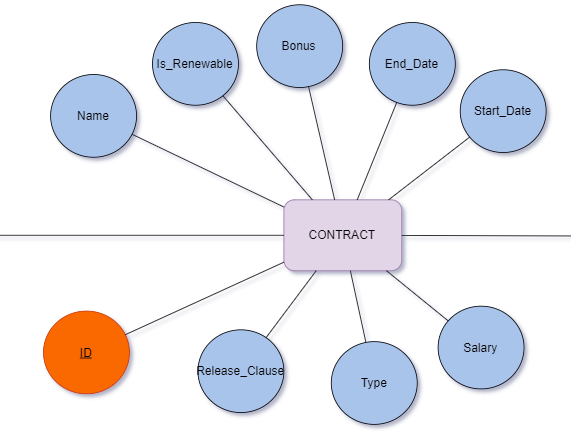 Bonus
Is_Renewable
End_Date
Name
Start_Date
CONTRACT
ID
Release_Clause
Type
Salary